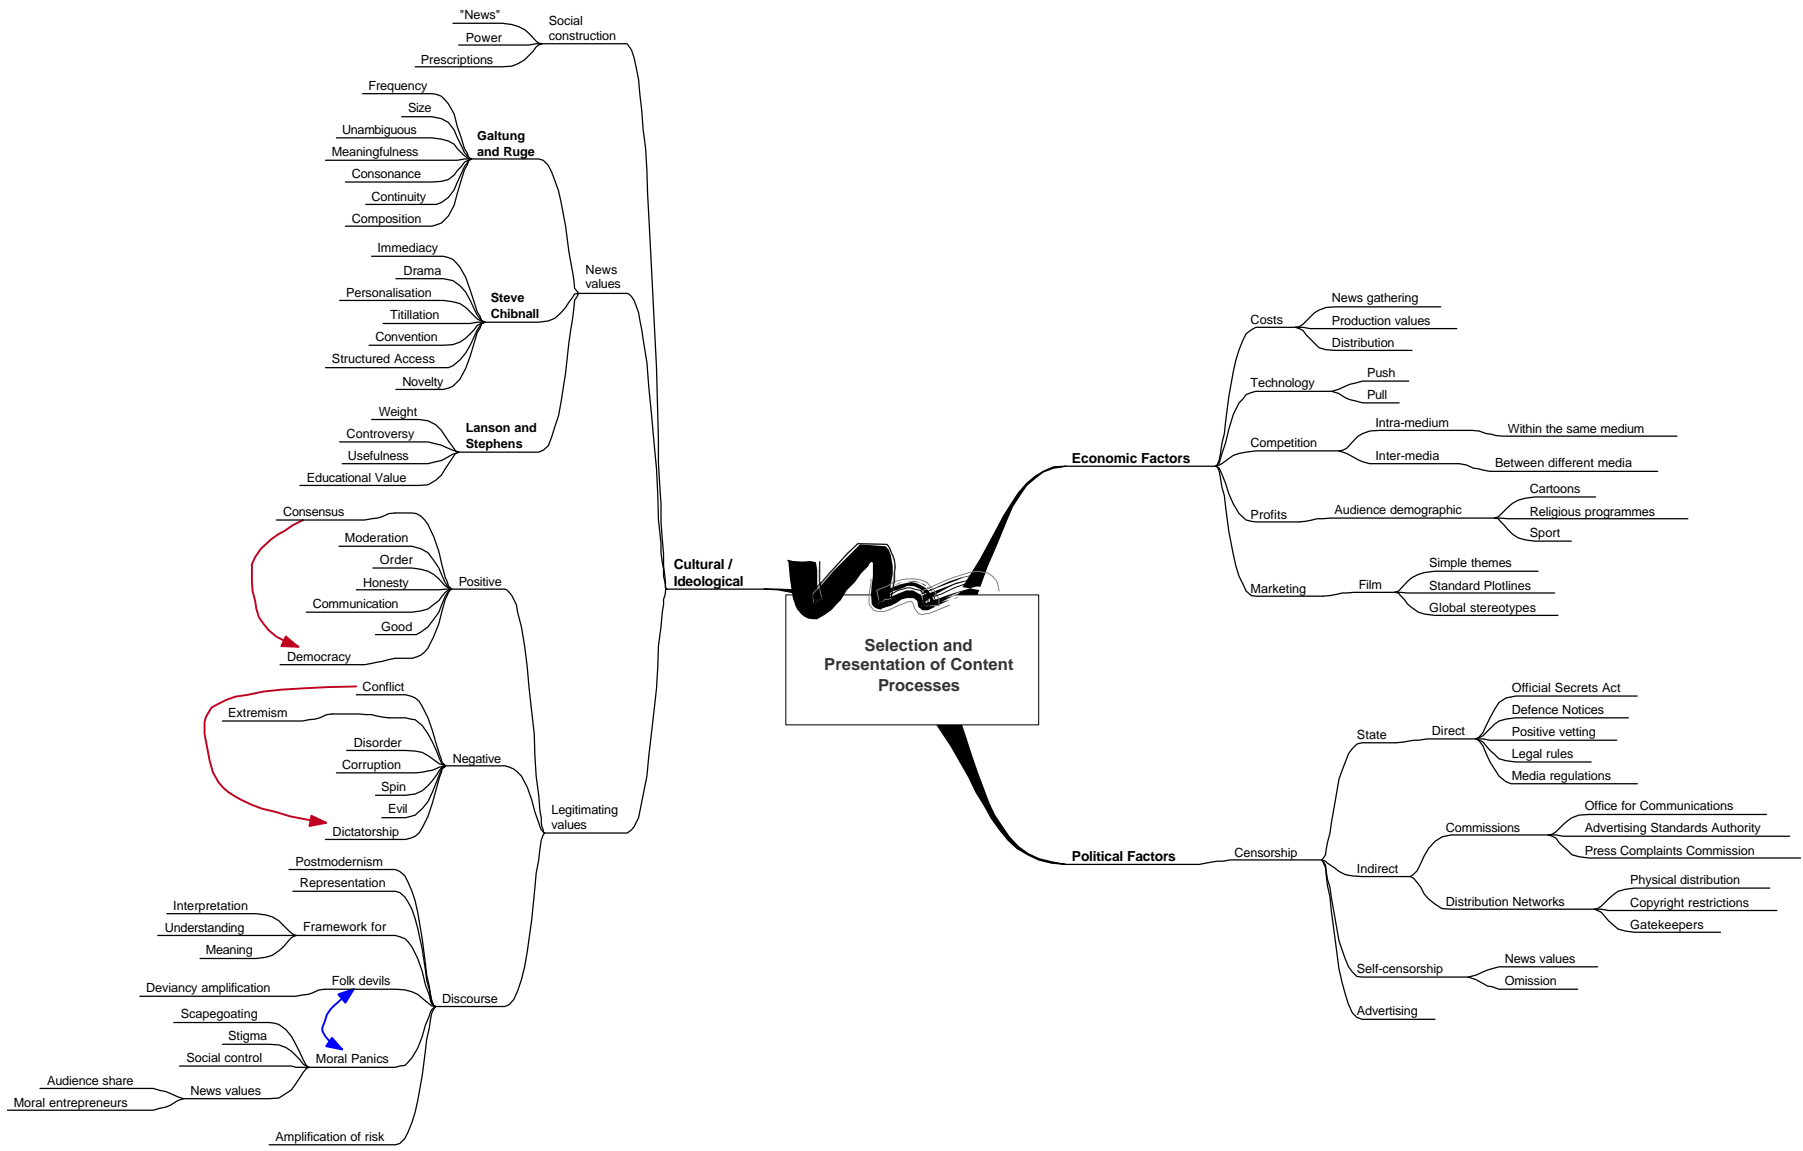 Selection and
Presentation of Content
Processes
Cultural /
Ideological
Social
construction
"News"
Power
Prescriptions
News
values
Galtung
and Ruge
Frequency
Size
Unambiguous
Meaningfulness
Consonance
Continuity
Composition
Steve
Chibnall
Immediacy
Drama
Personalisation
Titillation
Convention
Structured Access
Novelty
Lanson and
Stephens
Weight
Controversy
Usefulness
Educational Value
Legitimating
values
Positive
Consensus
Moderation
Order
Honesty
Communication
Good
Democracy
Negative
Conflict
Extremism
Disorder
Corruption
Spin
Evil
Dictatorship
Discourse
Postmodernism
Representation
Framework for
Interpretation
Understanding
Meaning
Folk devils
Deviancy amplification
Moral Panics
Scapegoating
Stigma
Social control
News values
Audience share
Moral entrepreneurs
Amplification of risk
Economic Factors
Costs
News gathering
Production values
Distribution
Technology
Push
Pull
Competition
Intra-medium
Within the same medium
Inter-media
Between different media
Profits
Audience demographic
Cartoons
Religious programmes
Sport
Marketing
Film
Simple themes
Standard Plotlines
Global stereotypes
Political Factors
Censorship
State
Direct
Official Secrets Act
Defence Notices
Positive vetting
Legal rules
Media regulations
Indirect
Commissions
Office for Communications
Advertising Standards Authority
Press Complaints Commission
Distribution Networks
Physical distribution
Copyright restrictions
Gatekeepers
Self-censorship
News values
Omission
Advertising